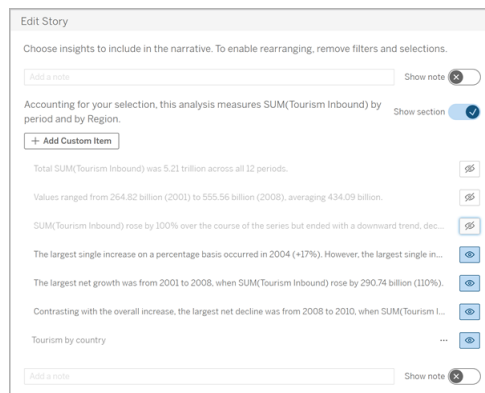 Edit Story
Choose insights to include in the narrative. To enable rearranging, remove filters and selections.
Add a note
Show note
Accounting for your selection, this analysis measures SUM(Tourism Inbound) by
period and by Region.
Show section
+ Add Custom Item
Total SUM(Tourism Inbound) was 5.21 trillion across all 12 periods.
Values ranged from 264.82 billion (2001) to 555.56 billion (2008), averaging 434.09 billion.
SUM(Tourism Inbound) rose by 100% over the course of the series but ended with a downward trend, dec...
The largest single increase on a percentage basis occurred in 2004 (+17%). However, the largest single in...
The largest net growth was from 2001 to 2008, when SUM(Tourism Inbound) rose by 290.74 billion (110%).
Contrasting with the overall increase, the largest net decline was from 2008 to 2010, when SUM(Tourism I...
Tourism by country
...
Add a note
Show note